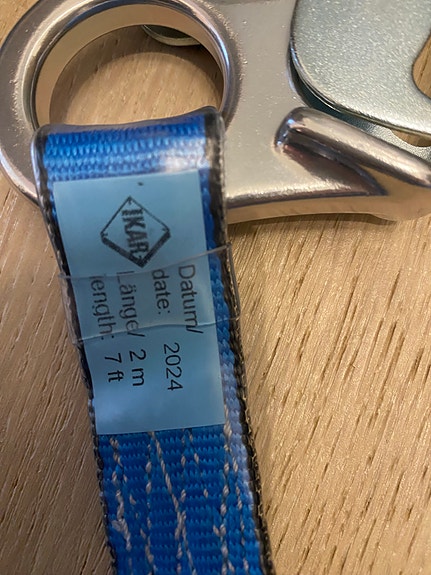 IKAR
Datum/
date: 2024
Länge/ 2 m
length: 7 ft